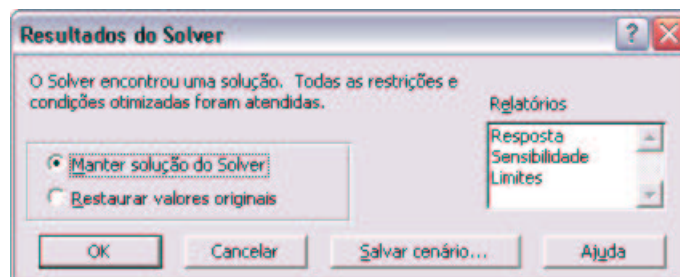 Resultados do Solver
O Solver encontrou uma solução. Todas as restrições e
condições otimizadas foram atendidas.
Relatórios
Resposta
Sensibilidade
Limites
Manter solução do Solver
Restaurar valores originais
OK
Cancelar
Salvar cenário...
Ajuda